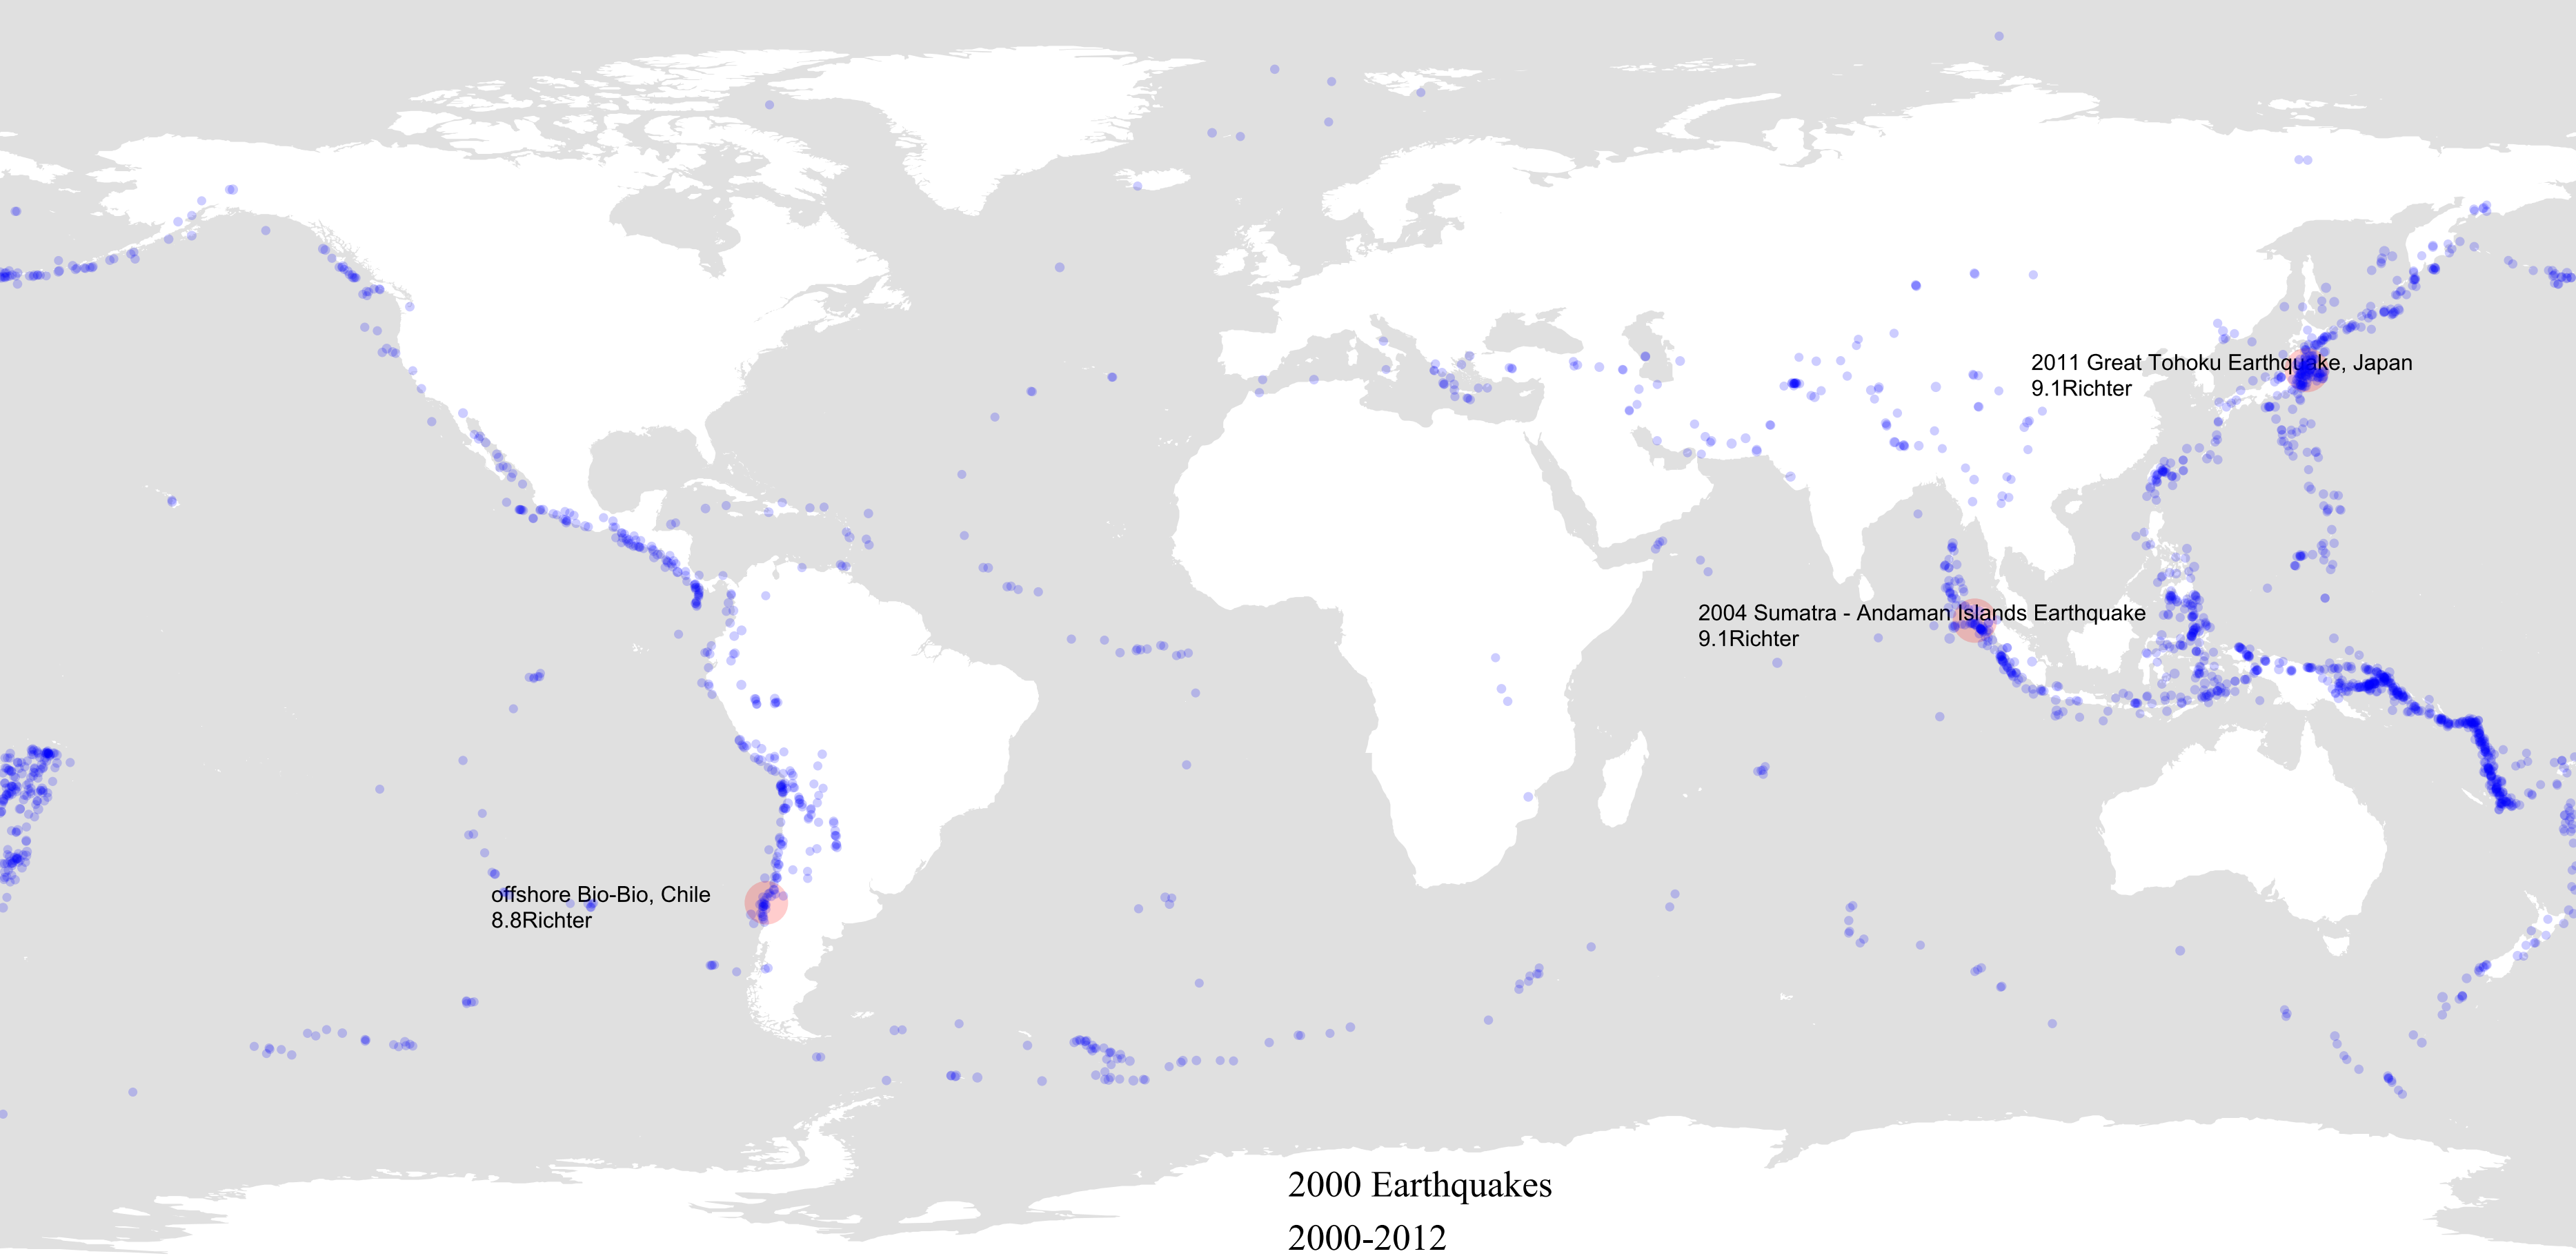 2011 Great Tohoku Earthquake, Japan
9.1Richter
2004 Sumatra - Andaman Islands Earthquake
9.1Richter
offshore Bio-Bio, Chile
8.8Richter
2000 Earthquakes
2000-2012